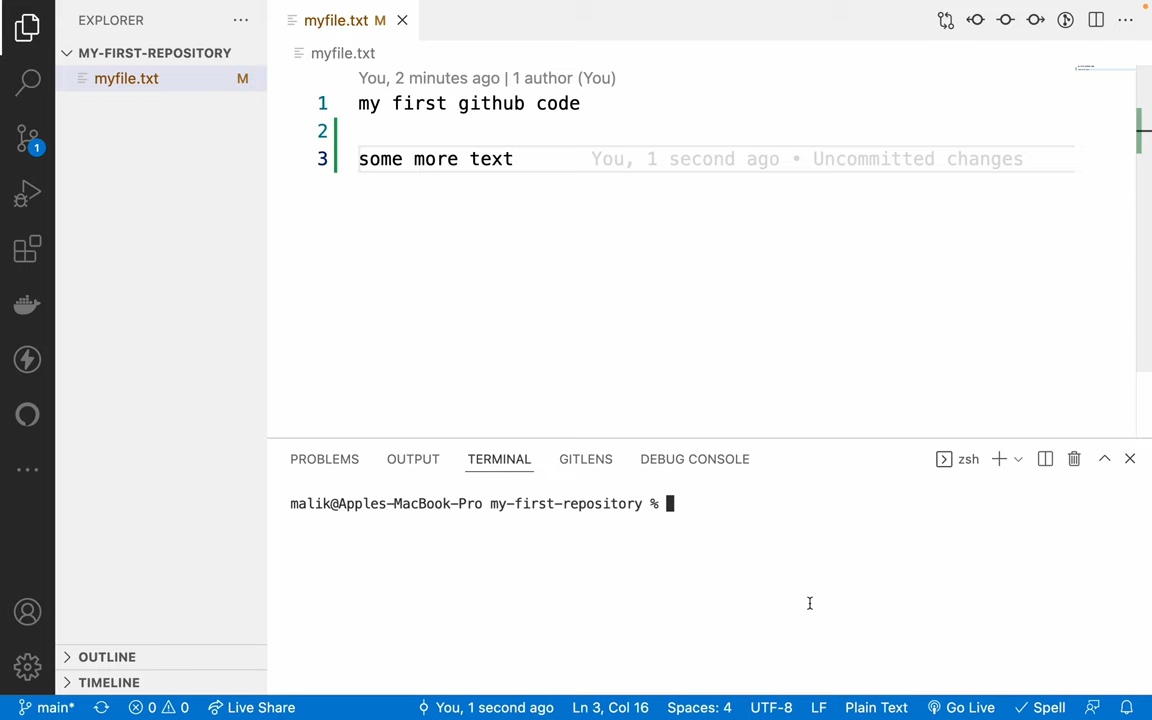 EXPLORER
myfile.txt M
MY-FIRST-REPOSITORY
myfile.txt
myfile.txt M
You, 2 minutes ago | 1 author (You)
1 my first github code
2
3 some more text You, 1 second ago • Uncommitted changes
1
PROBLEMS OUTPUT TERMINAL GITLENS DEBUG CONSOLE zsh
malik@Apples-MacBook-Pro my-first-repository %
OUTLINE
TIMELINE
main* 0 0 Live Share You, 1 second ago Ln 3, Col 16 Spaces: 4 UTF-8 LF Plain Text Go Live Spell